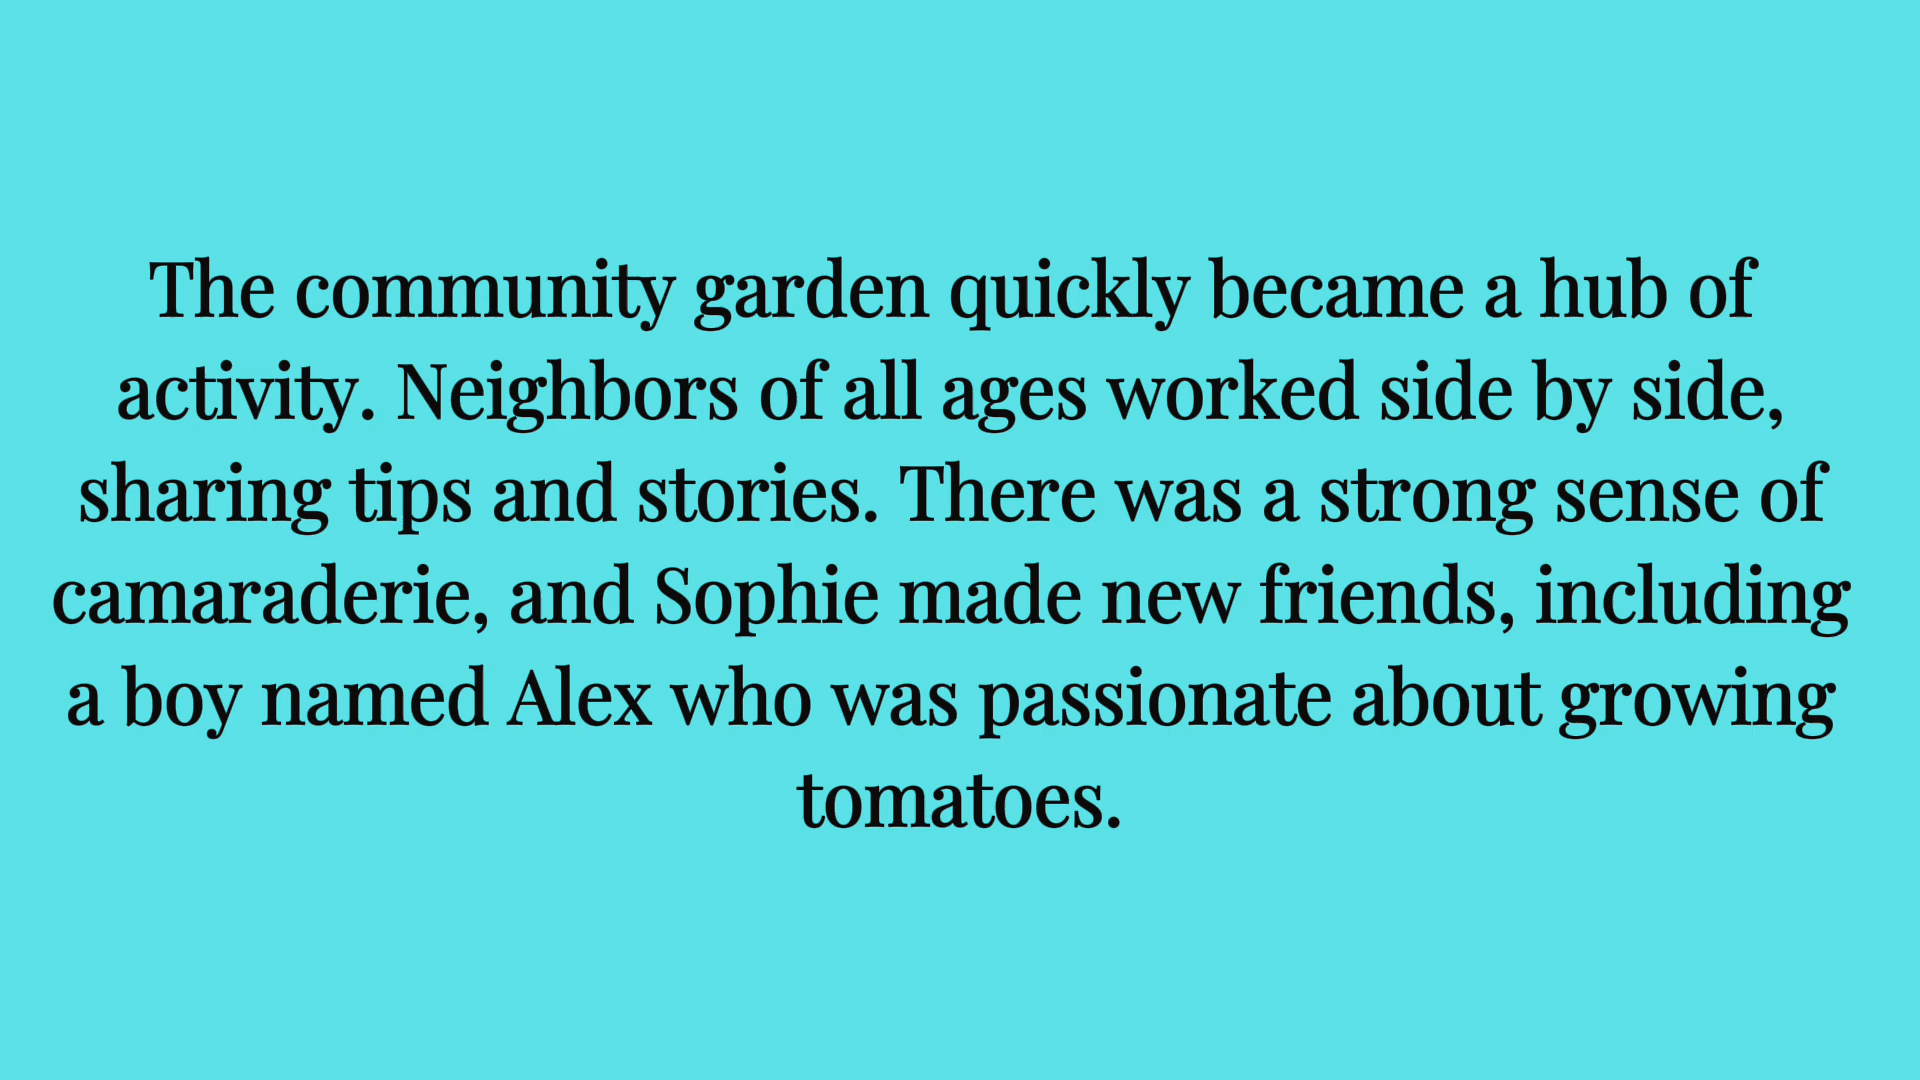 The community garden quickly became a hub of
activity. Neighbors of all ages worked side by side,
sharing tips and stories. There was a strong sense of
camaraderie, and Sophie made new friends, including
a boy named Alex who was passionate about growing
tomatoes.